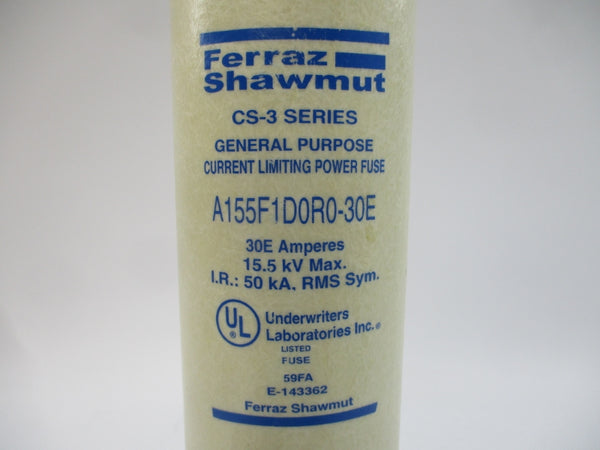 Ferraz
Shawmut
CS-3 SERIES
GENERAL PURPOSE
CURRENT LIMITING POWER FUSE
A155F1D0R0-30E
30E Amperes
15.5 kV Max.
I.R.: 50 kA, RMS Sym.
UL
Underwriters
Laboratories Inc.®
LISTED
FUSE
59FA
E-143362
Ferraz Shawmut